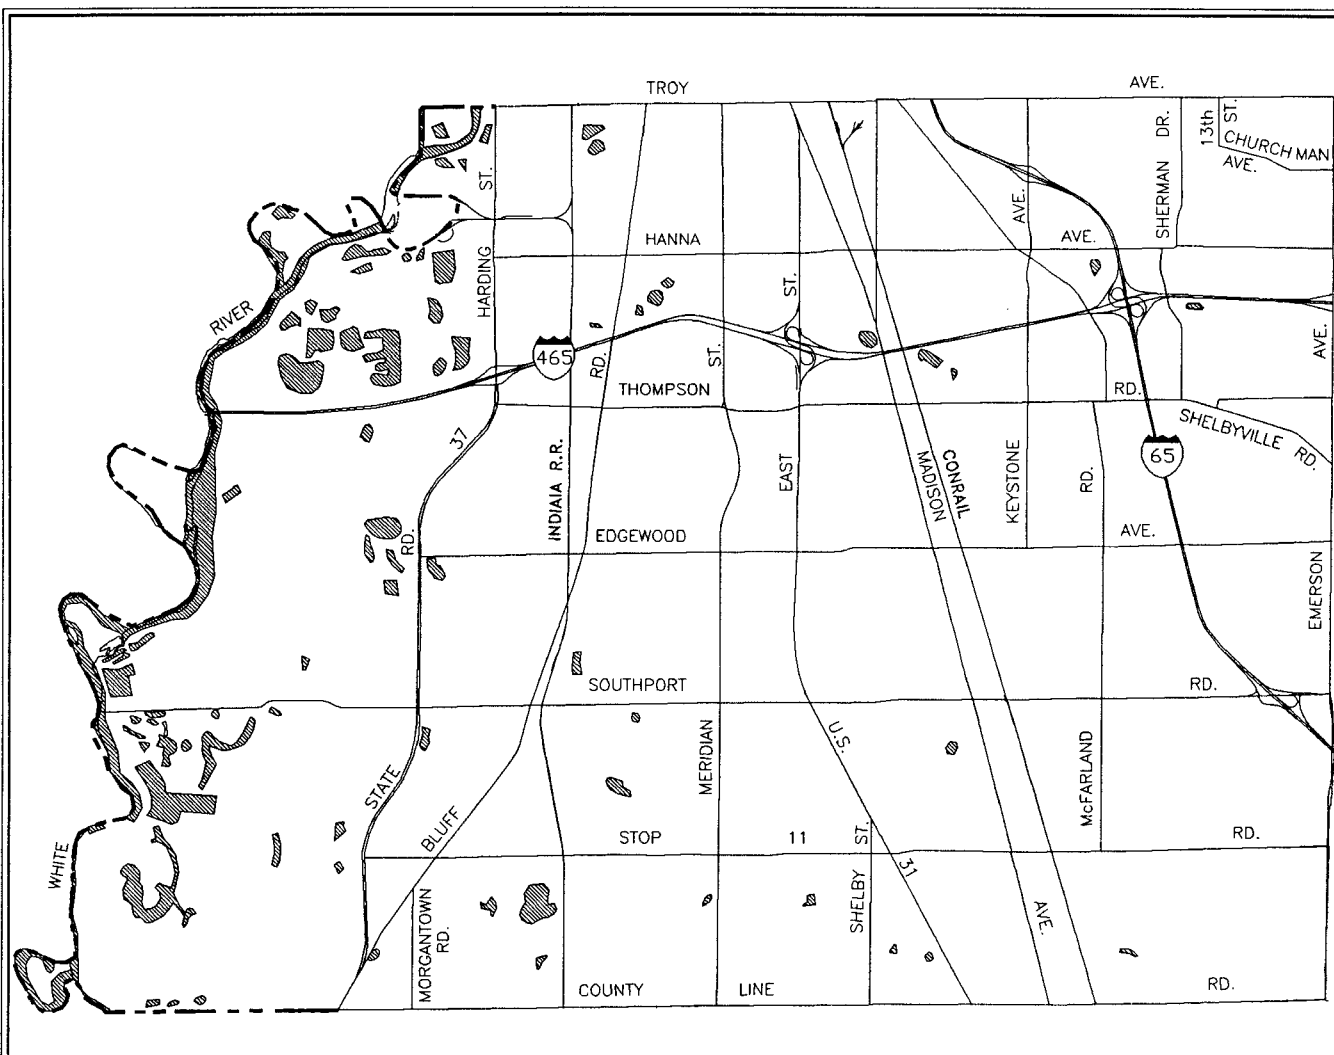 TROY
AVE.
13th ST.
CHURCHMAN
AVE.
SHERMAN DR.
ST.
AVE.
HANNA
AVE.
HARDING
ST.
RIVER
465
RD.
ST.
AVE.
THOMPSON
RD.
SHELBYVILLE RD.
37
65
INDIAIA R.R.
EAST
MADISON
CONRAIL
KEYSTONE
RD.
EDGEWOOD
AVE.
RD.
EMERSON
SOUTHPORT
RD.
MERIDIAN
U.S.
McFARLAND
STATE
BLUFF
STOP
11
ST.
RD.
WHITE
31
SHELBY
MORGANTOWN
RD.
AVE.
COUNTY
LINE
RD.